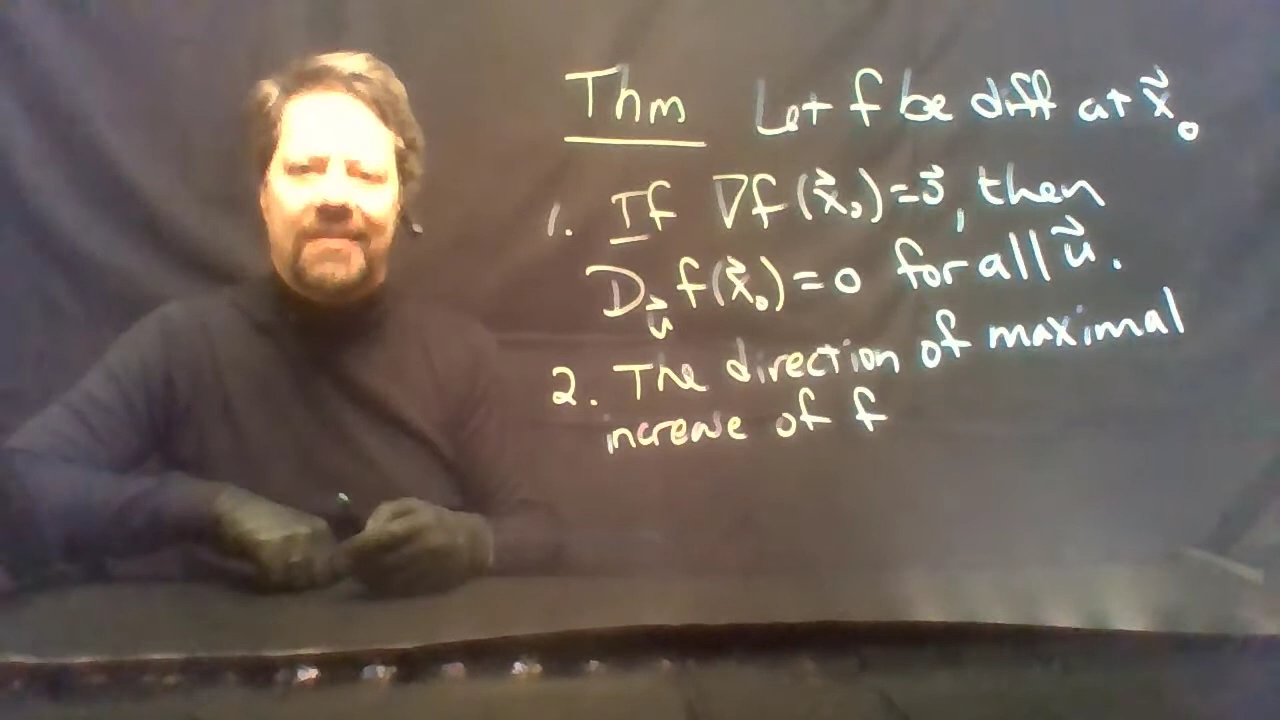 Thm Let f be diff at x⃗₀
1. If ∇f(x⃗₀)=0⃗, then
D_u⃗ f(x⃗₀)=0 for all u⃗.
2. The direction of maximal
increase of f